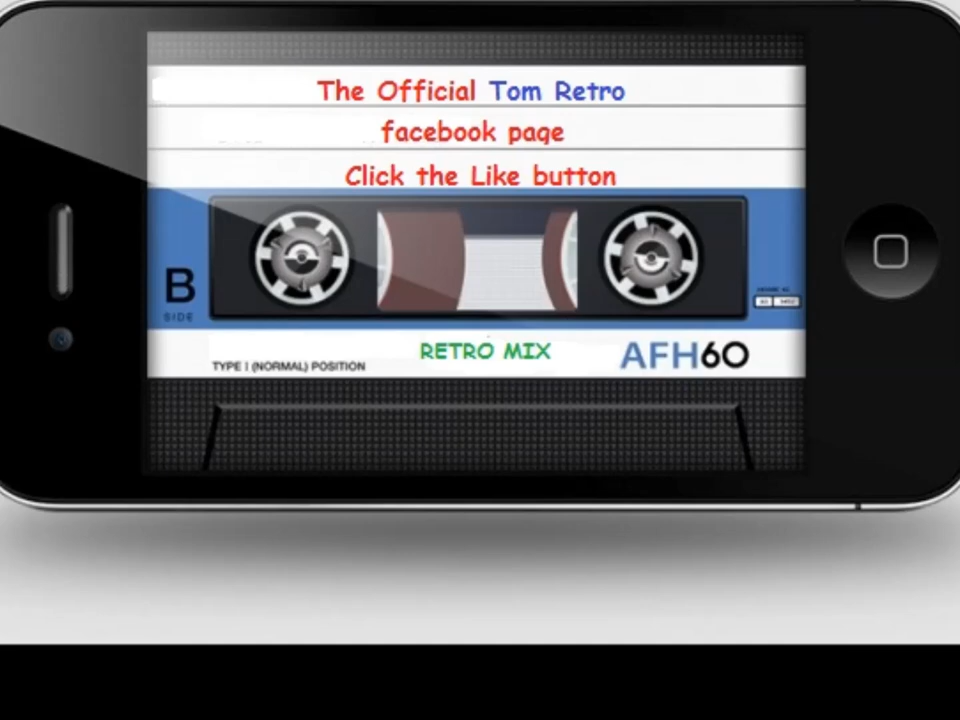 The Official Tom Retro
facebook page
Click the Like button
B
SIDE
RETRO MIX
AFH60
TYPE I (NORMAL) POSITION